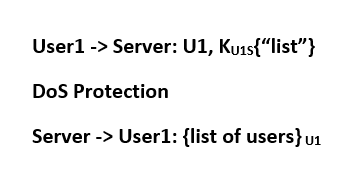 User1 -> Server: U1, KU1S{“list”}
DoS Protection
Server -> User1: {list of users} U1